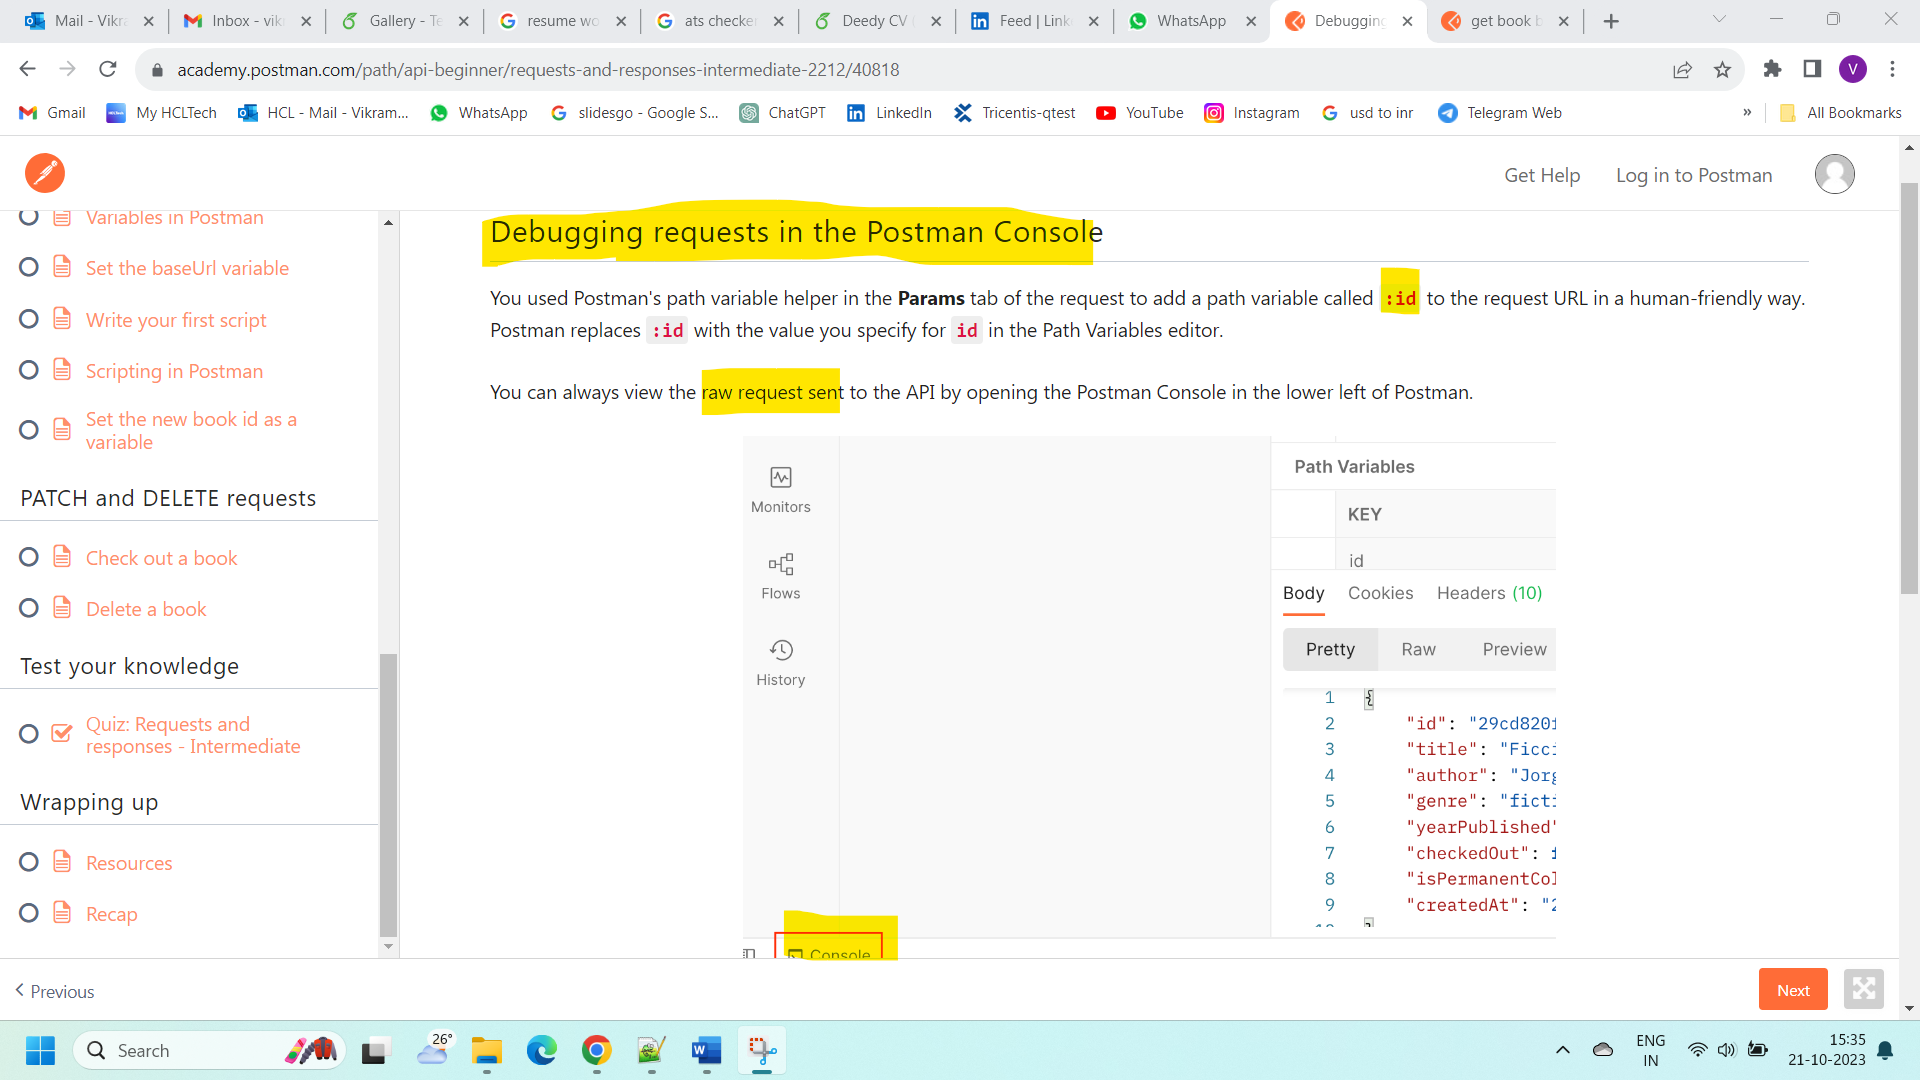 Mail - Vikra
Inbox - vik
Gallery - Te
resume wo
ats checke
Deedy CV
Feed | Link
WhatsApp
Debugging
get book b
academy.postman.com/path/api-beginner/requests-and-responses-intermediate-2212/40818
V
Gmail
My HCLTech
HCL - Mail - Vikram...
WhatsApp
slidesgo - Google S...
ChatGPT
LinkedIn
Tricentis-qtest
YouTube
Instagram
usd to inr
Telegram Web
»
All Bookmarks
Get Help
Log in to Postman
Variables in Postman
Set the baseUrl variable
Write your first script
Scripting in Postman
Set the new book id as a
variable
PATCH and DELETE requests
Check out a book
Delete a book
Test your knowledge
Quiz: Requests and
responses - Intermediate
Wrapping up
Resources
Recap
Debugging requests in the Postman Console
You used Postman's path variable helper in the Params tab of the request to add a path variable called :id to the request URL in a human-friendly way.
Postman replaces :id with the value you specify for id in the Path Variables editor.
You can always view the raw request sent to the API by opening the Postman Console in the lower left of Postman.
Monitors
Flows
History
Path Variables
KEY
id
Body Cookies Headers (10)
Pretty Raw Preview
1 {
2 "id": "29cd820f
3 "title": "Ficci
4 "author": "Jorg
5 "genre": "ficti
6 "yearPublished"
7 "checkedOut": f
8 "isPermanentCol
9 "createdAt": "2
10 }
Console
Previous
Next
Search
26°
ENG
IN
15:35
21-10-2023